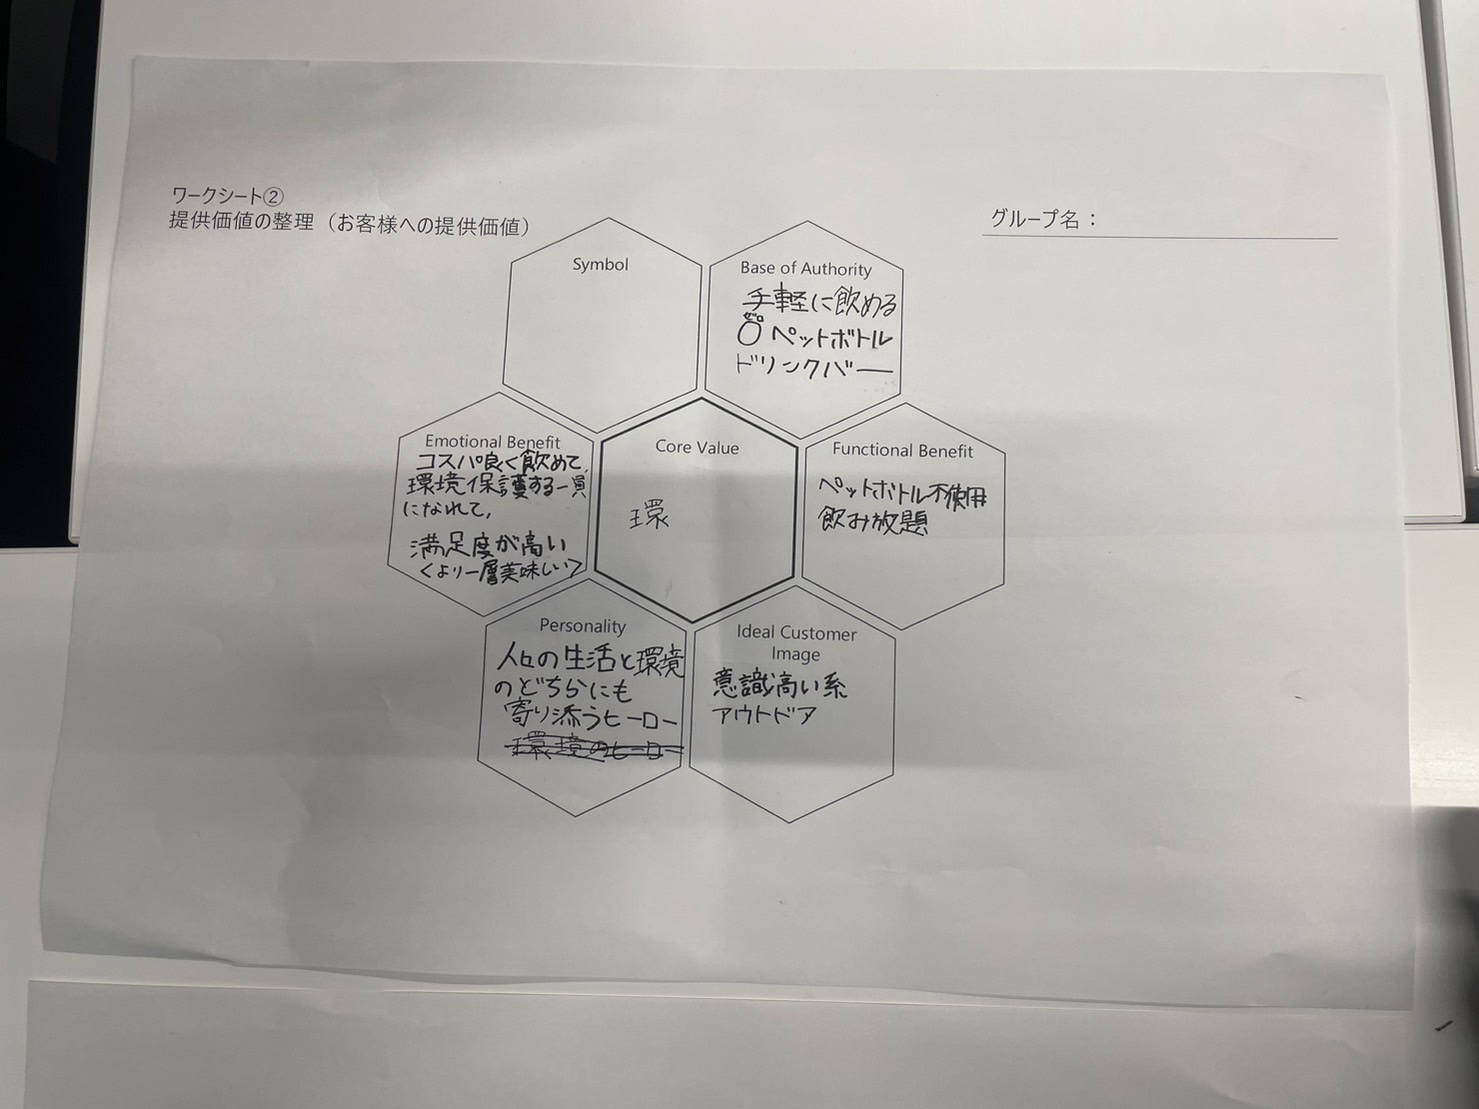 ワークシート②
提供価値の整理（お客様への提供価値）
グループ名：
Symbol
Base of Authority
手軽に飲める
ゼロ
0 ペットボトル
ドリンクバー
Emotional Benefit
コスパ良く飲めて、
環境保護する一員
になれて、
満足度が高い
＜より一層美味しい＞
Core Value
環
Functional Benefit
ペットボトル不使用
飲み放題
Personality
人口の生活と環境
のどちらにも
寄り添うヒーロー
環境のヒーロー
Ideal Customer
Image
意識高い系
アウトドア